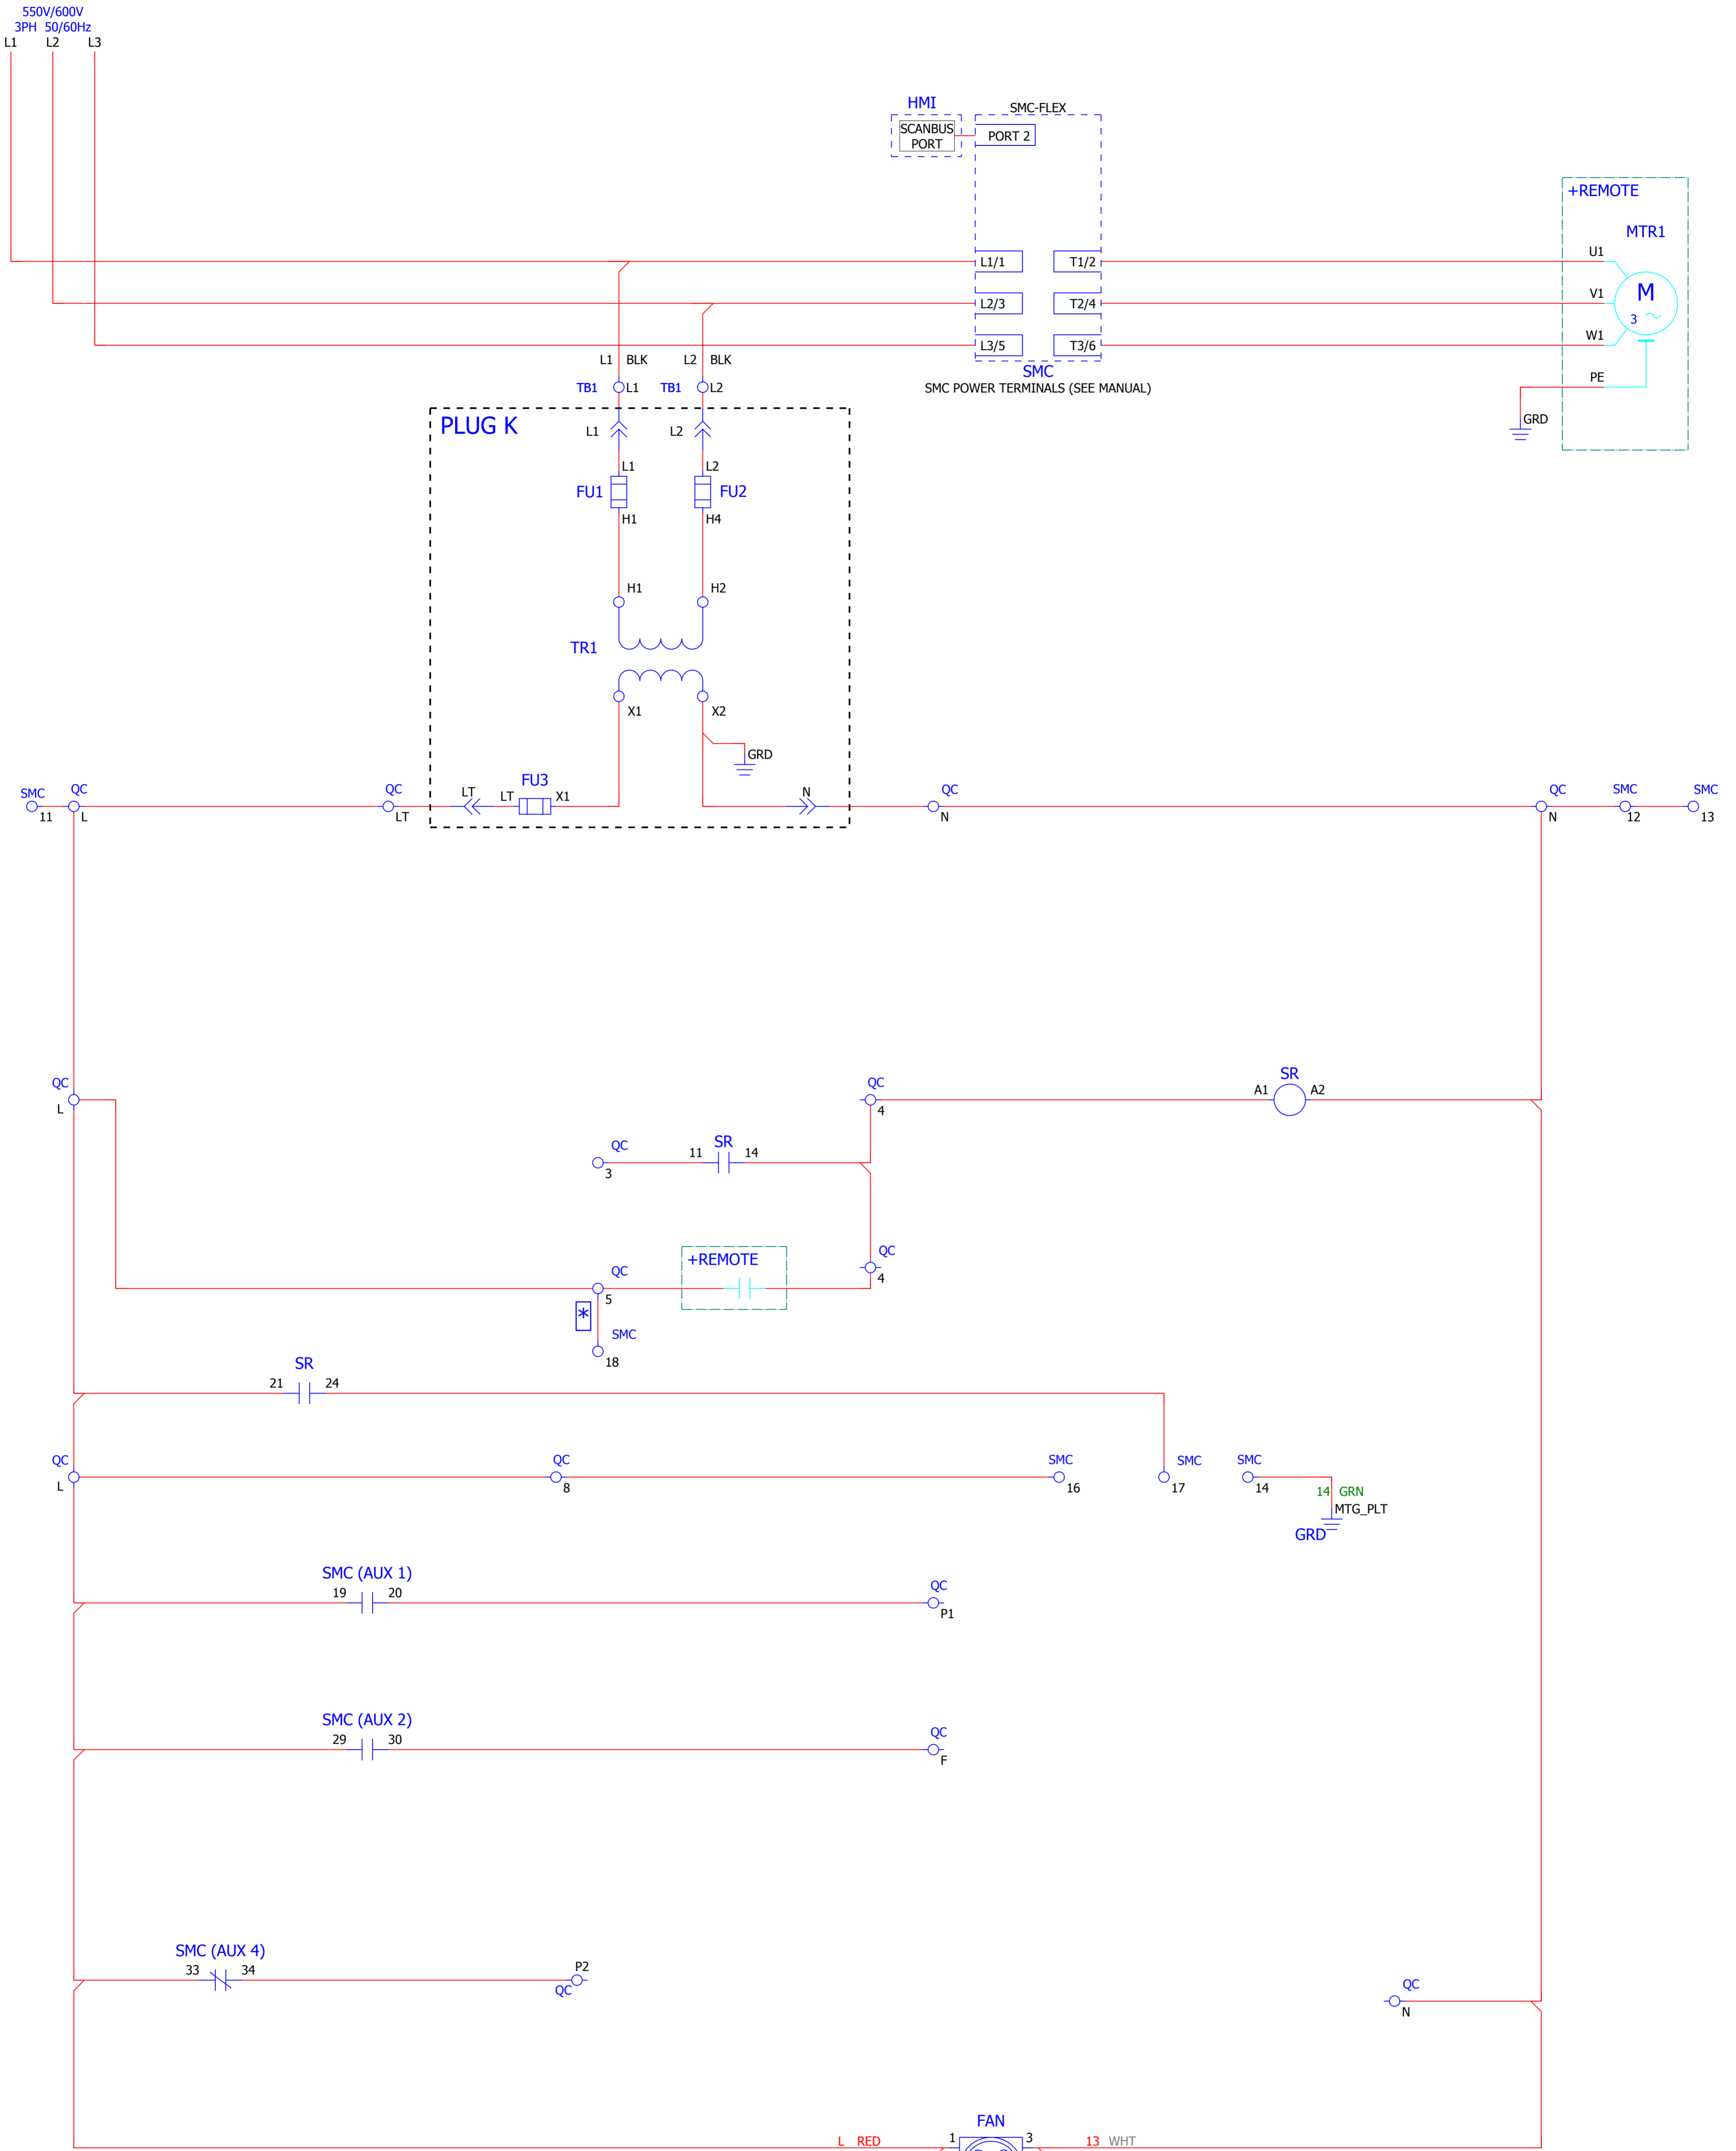 550V/600V
3PH 50/60Hz
L1 L2 L3
HMI
SMC-FLEX
SCANBUS
PORT
PORT 2
+REMOTE
MTR1
L1/1 T1/2 U1
L2/3 T2/4 V1
M
3
L3/5 T3/6 W1
L1 BLK L2 BLK
SMC
SMC POWER TERMINALS (SEE MANUAL)
PE
TB1 L1 TB1 L2
GRD
PLUG K
L1 L2
L1 L2
FU1 FU2
H1 H4
H1 H2
TR1
X1 X2
GRD
SMC QC QC FU3 QC QC SMC SMC
LT LT X1 N
11 L LT N N 12 13
QC QC SR
A1 A2
L 4
QC SR
11 14
3
QC
+REMOTE
4
QC
5
*
SMC
18
SR
21 24
QC QC SMC SMC SMC
L 8 16 17 14
14 GRN
MTG_PLT
GRD
SMC (AUX 1)
19 20 QC
P1
SMC (AUX 2)
29 30 QC
F
SMC (AUX 4)
33 34 P2
QC
QC
N
FAN
L RED 1 3 13 WHT